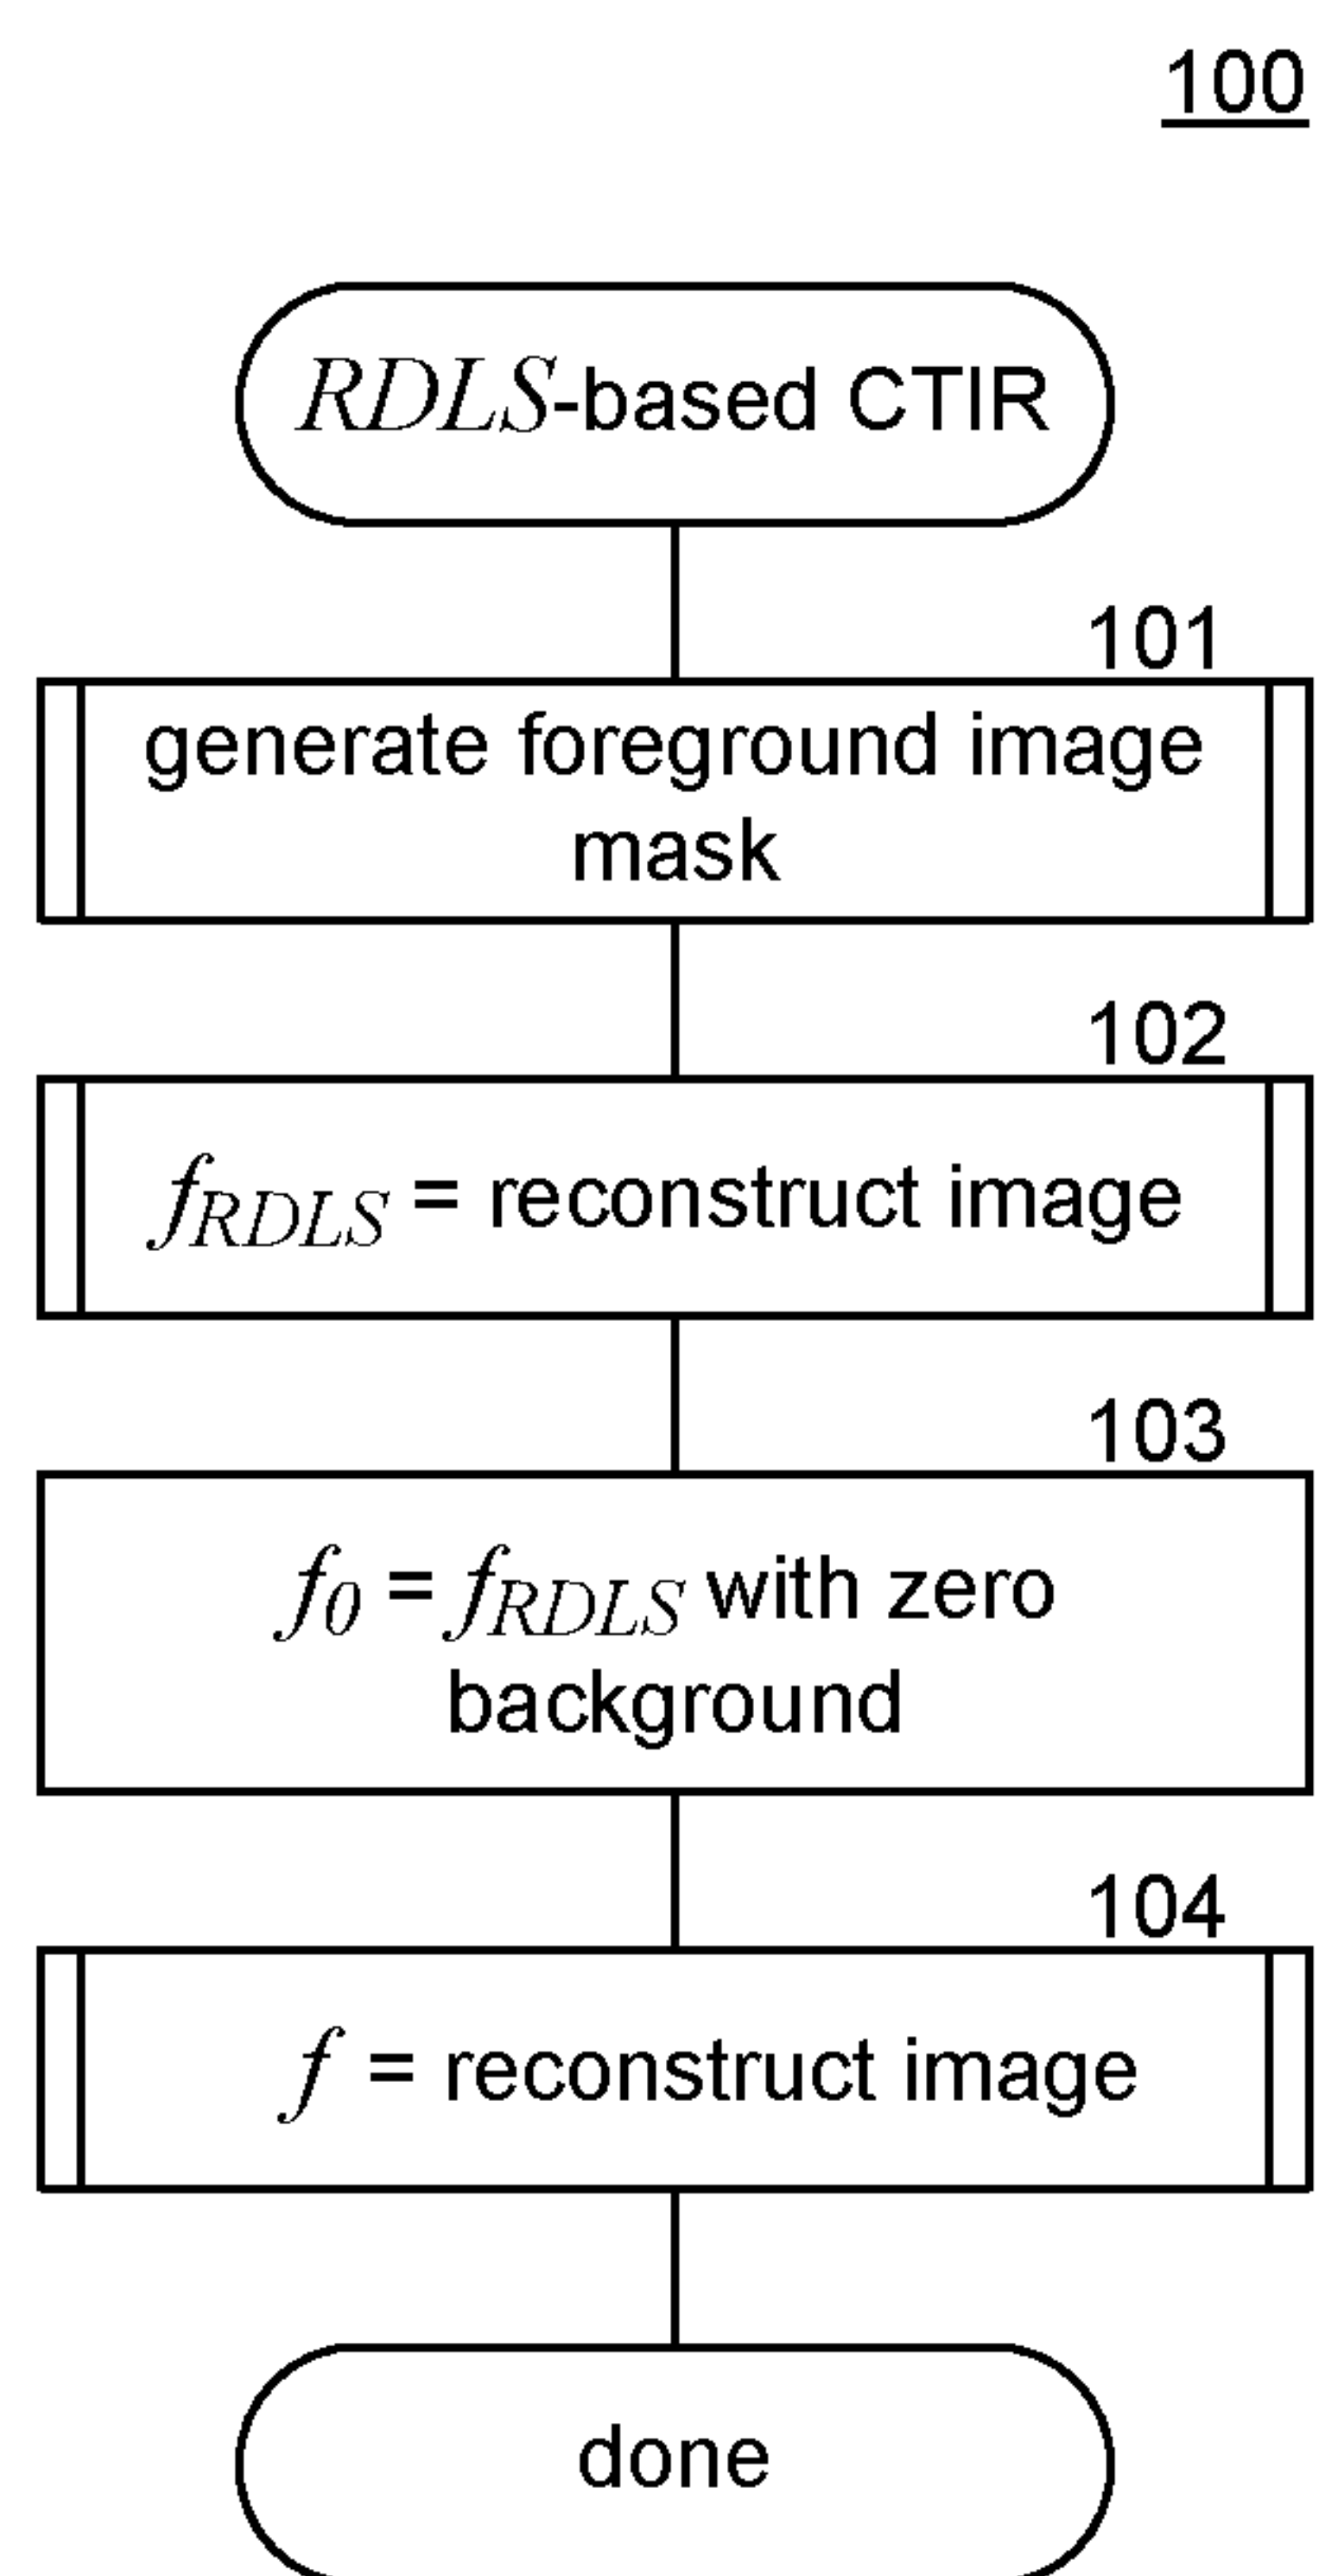 100
RDLS-based CTIR
101
generate foreground image
mask
102
fRDLS = reconstruct image
103
f0 = fRDLS with zero
background
104
f = reconstruct image
done